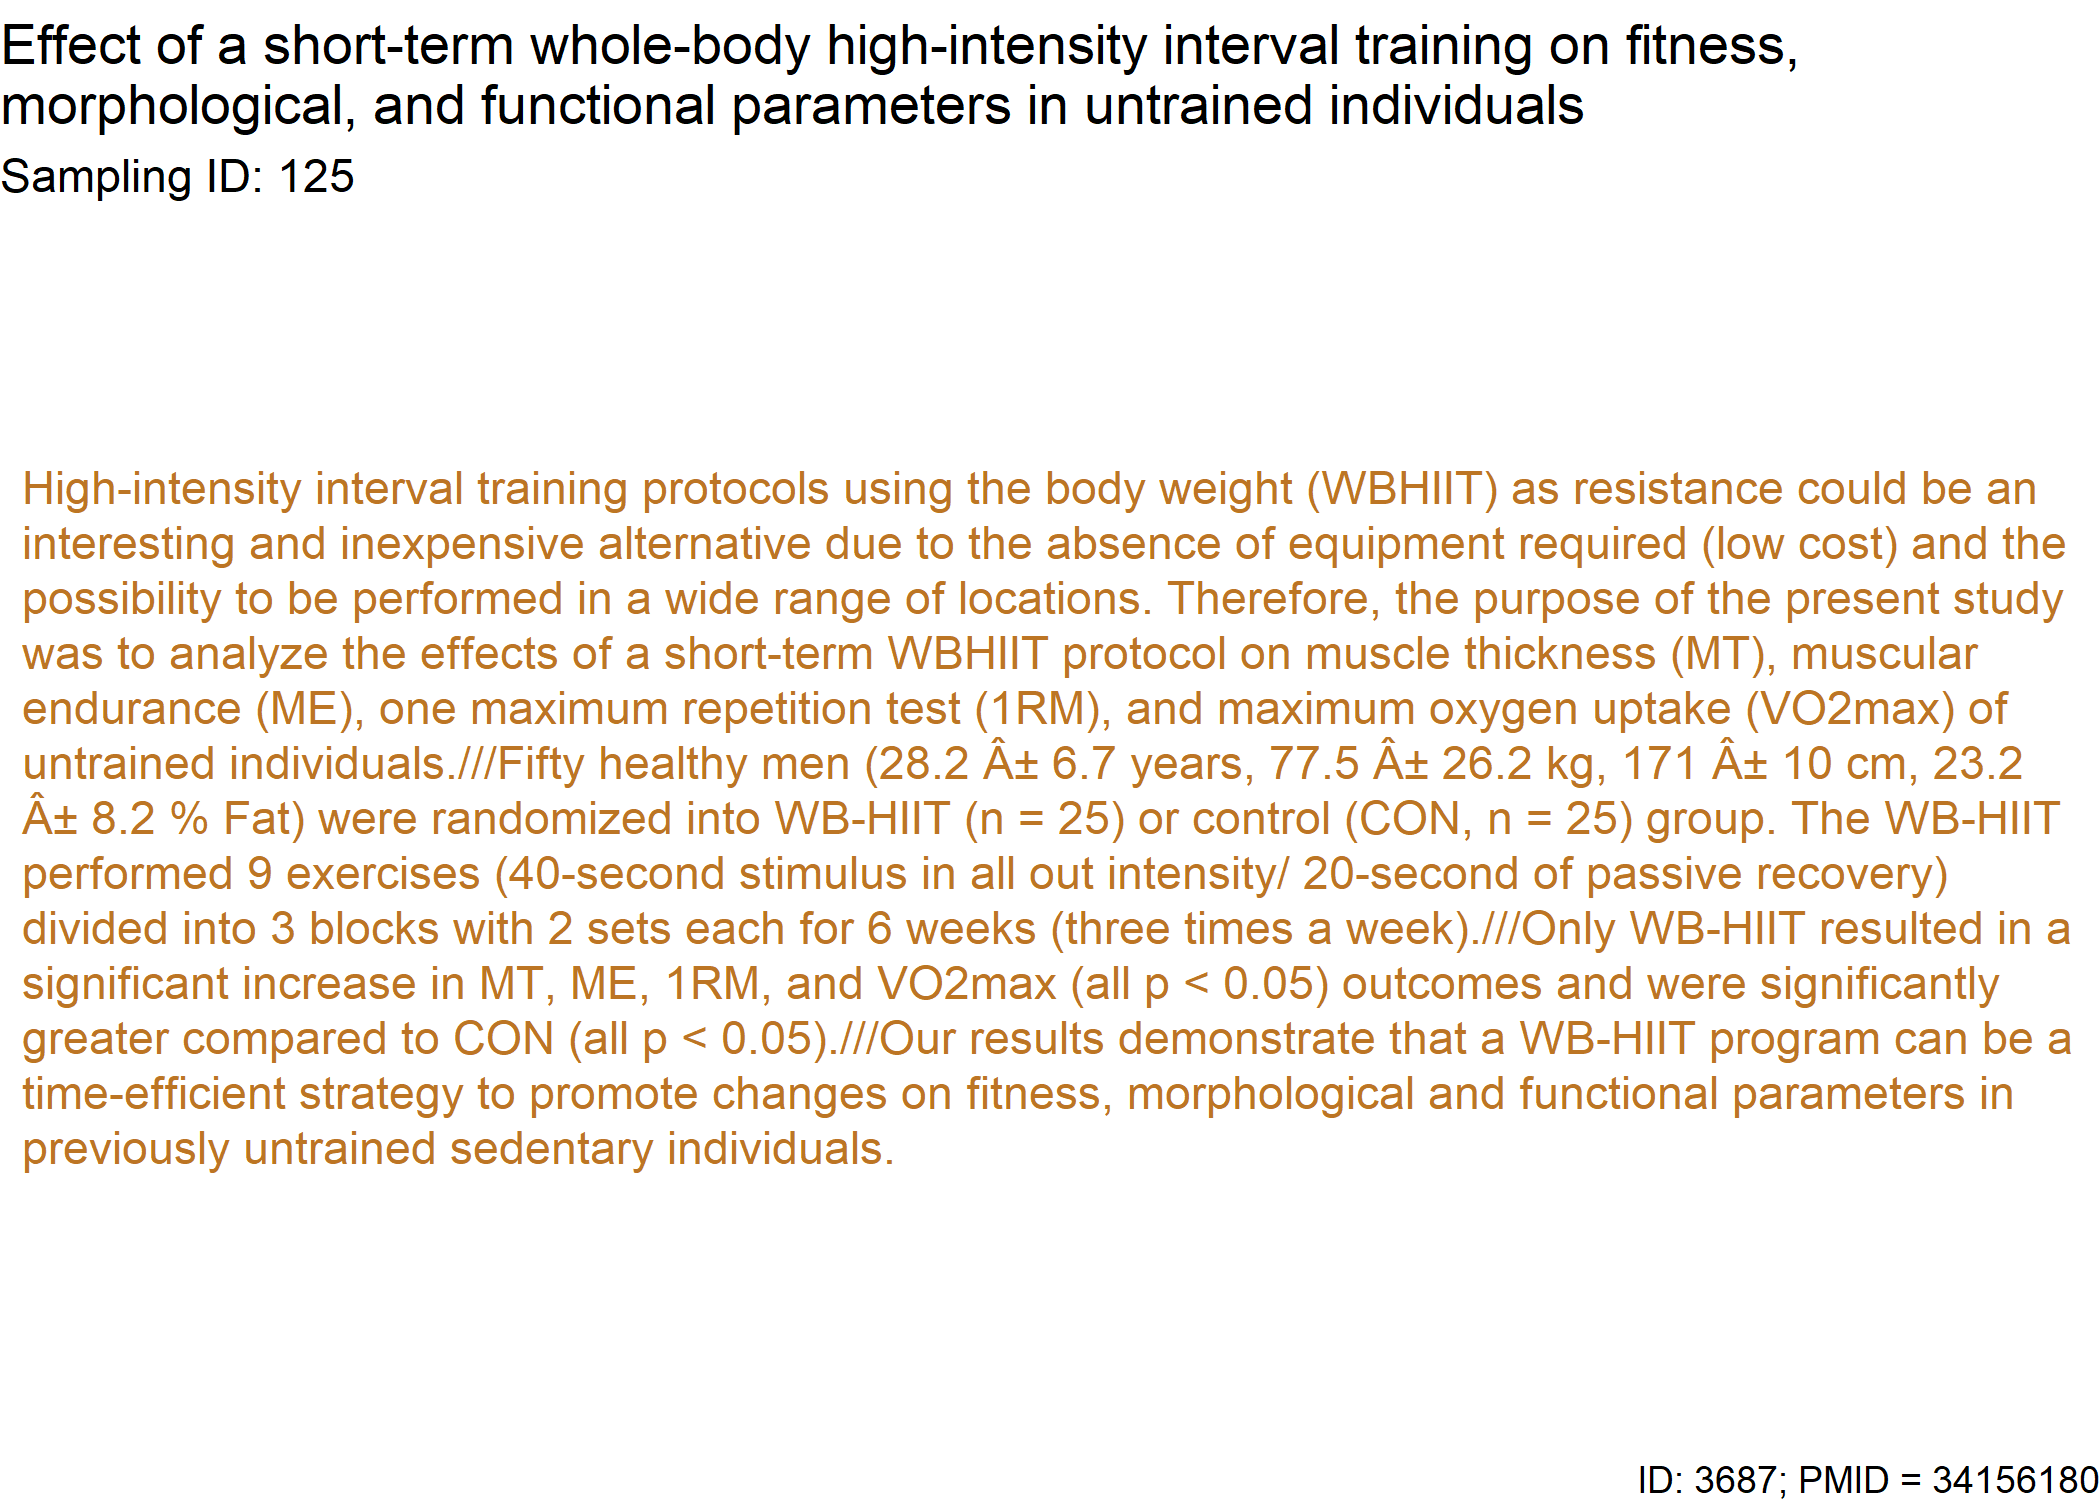 Effect of a short-term whole-body high-intensity interval training on fitness,
morphological, and functional parameters in untrained individuals
Sampling ID: 125
High-intensity interval training protocols using the body weight (WBHIIT) as resistance could be an
interesting and inexpensive alternative due to the absence of equipment required (low cost) and the
possibility to be performed in a wide range of locations. Therefore, the purpose of the present study
was to analyze the effects of a short-term WBHIIT protocol on muscle thickness (MT), muscular
endurance (ME), one maximum repetition test (1RM), and maximum oxygen uptake (VO2max) of
untrained individuals.///Fifty healthy men (28.2 Â± 6.7 years, 77.5 Â± 26.2 kg, 171 Â± 10 cm, 23.2
Â± 8.2 % Fat) were randomized into WB-HIIT (n = 25) or control (CON, n = 25) group. The WB-HIIT
performed 9 exercises (40-second stimulus in all out intensity/ 20-second of passive recovery)
divided into 3 blocks with 2 sets each for 6 weeks (three times a week).///Only WB-HIIT resulted in a
significant increase in MT, ME, 1RM, and VO2max (all p < 0.05) outcomes and were significantly
greater compared to CON (all p < 0.05).///Our results demonstrate that a WB-HIIT program can be a
time-efficient strategy to promote changes on fitness, morphological and functional parameters in
previously untrained sedentary individuals.
ID: 3687; PMID = 34156180